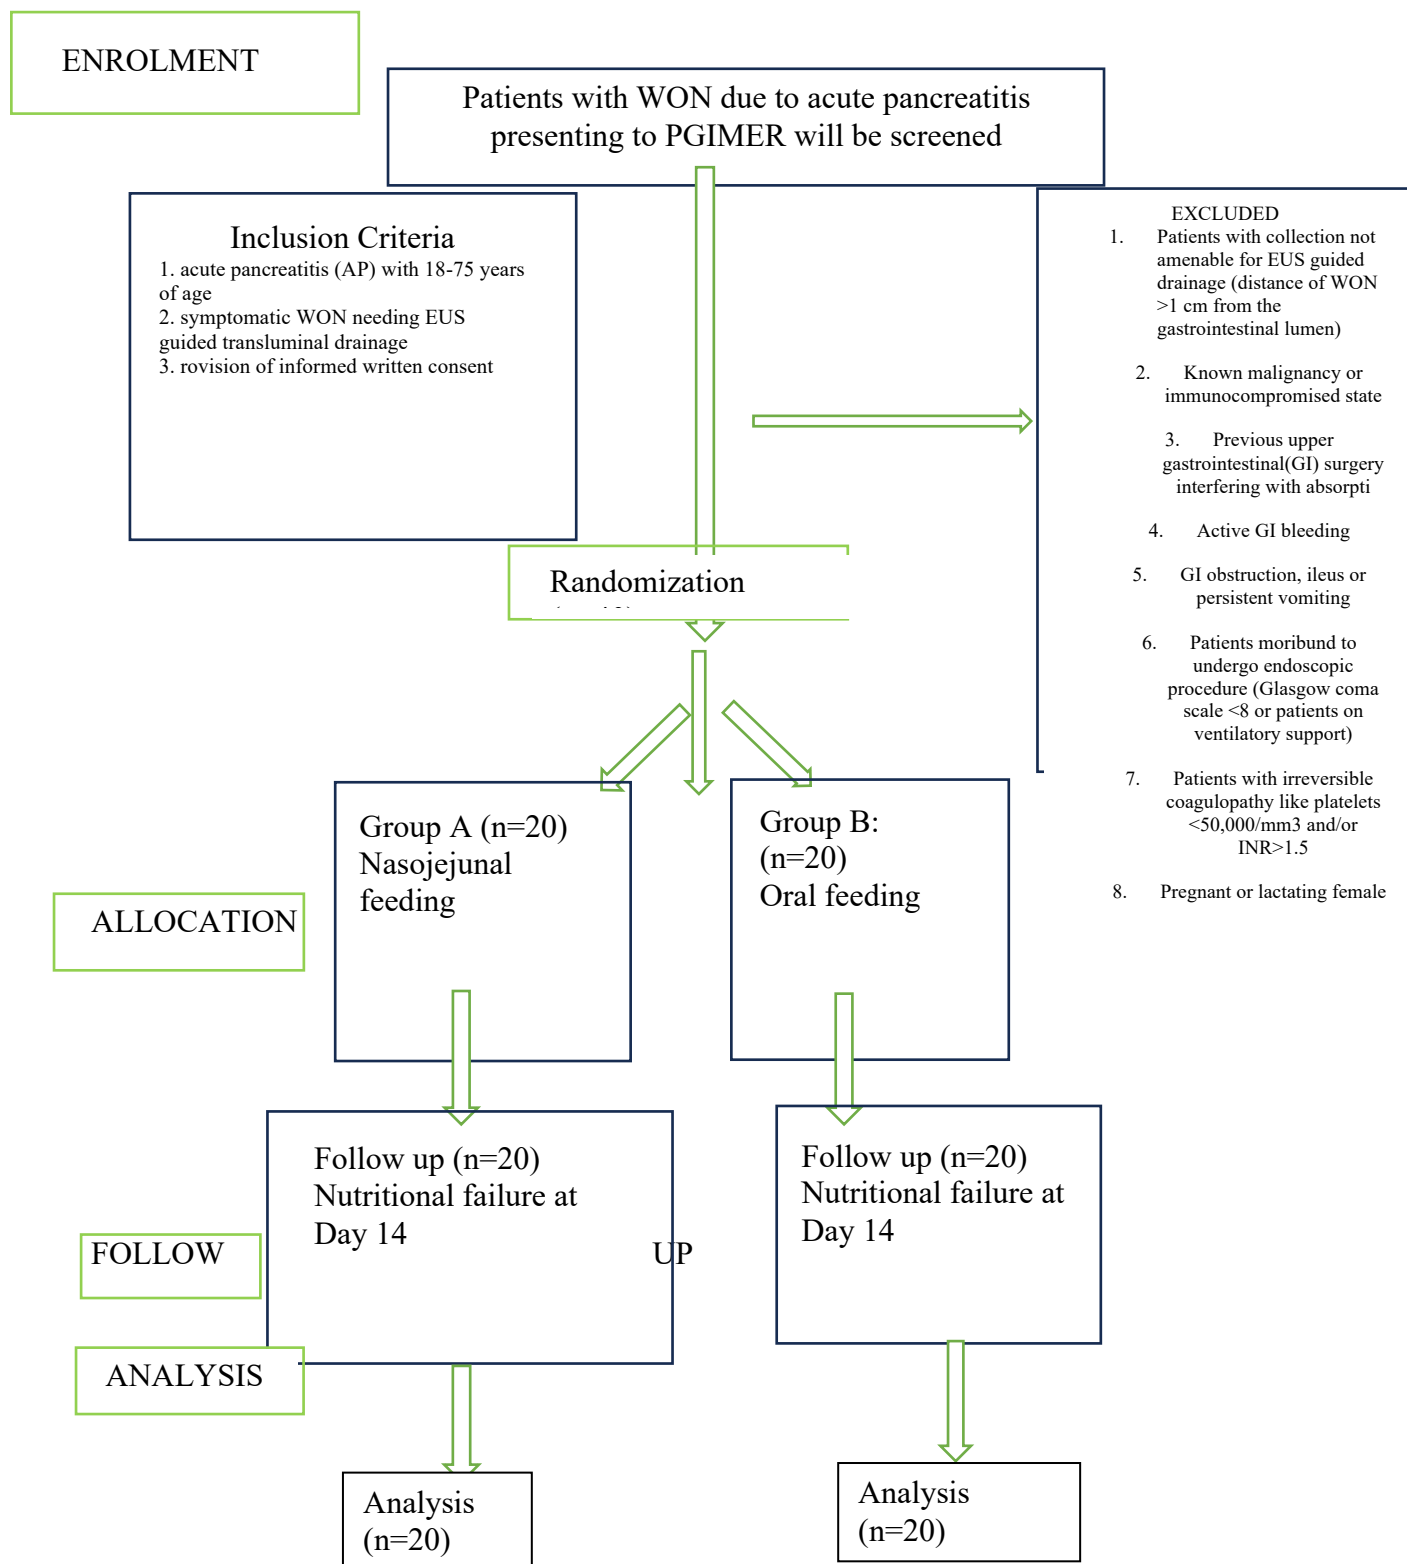 ENROLMENT
Patients with WON due to acute pancreatitis
presenting to PGIMER will be screened
Inclusion Criteria
1. acute pancreatitis (AP) with 18-75 years
of age
2. symptomatic WON needing EUS
guided transluminal drainage
3. rovision of informed written consent
EXCLUDED
1. Patients with collection not
amenable for EUS guided
drainage (distance of WON
>1 cm from the
gastrointestinal lumen)
2. Known malignancy or
immunocompromised state
3. Previous upper
gastrointestinal(GI) surgery
interfering with absorpti
4. Active GI bleeding
5. GI obstruction, ileus or
persistent vomiting
6. Patients moribund to
undergo endoscopic
procedure (Glasgow coma
scale <8 or patients on
ventilatory support)
7. Patients with irreversible
coagulopathy like platelets
<50,000/mm3 and/or
INR>1.5
8. Pregnant or lactating female
Randomization
Group A (n=20)
Nasojejunal
feeding
Group B:
(n=20)
Oral feeding
ALLOCATION
Follow up (n=20)
Nutritional failure at
Day 14
Follow up (n=20)
Nutritional failure at
Day 14
FOLLOW UP
ANALYSIS
Analysis
(n=20)
Analysis
(n=20)